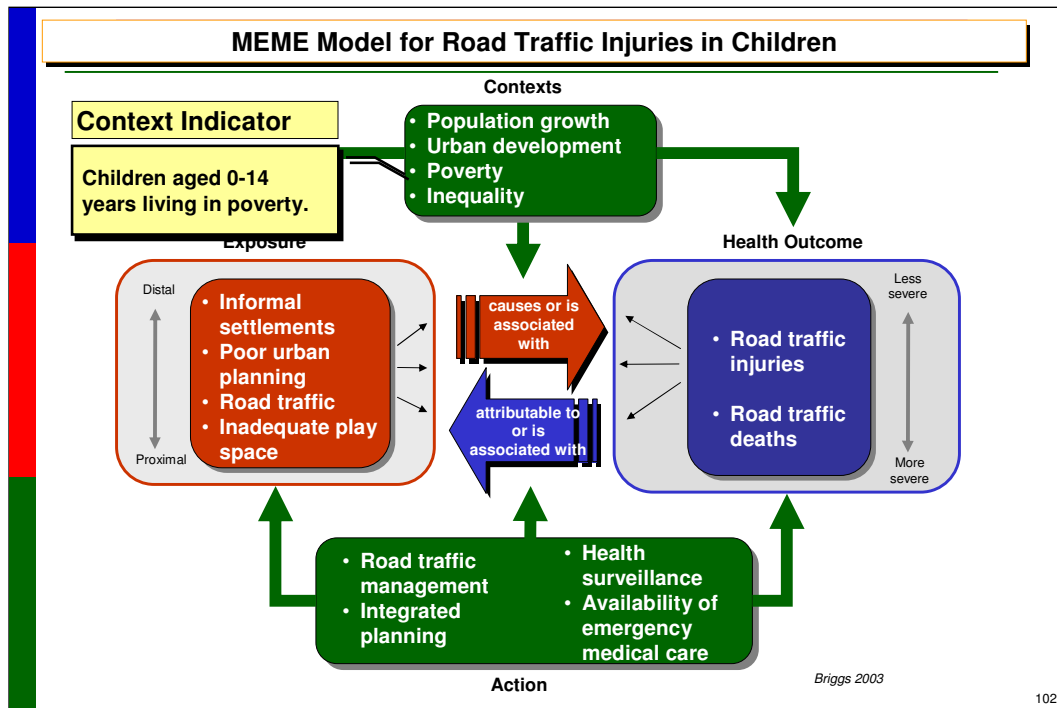 MEME Model for Road Traffic Injuries in Children
Contexts
Context Indicator
Children aged 0-14
years living in poverty.
• Population growth
• Urban development
• Poverty
• Inequality
Exposure
Health Outcome
Distal
Proximal
• Informal
settlements
• Poor urban
planning
• Road traffic
• Inadequate play
space
causes or is
associated
with
attributable to
or is
associated with
• Road traffic
injuries
• Road traffic
deaths
Less
severe
More
severe
• Road traffic
management
• Integrated
planning
• Health
surveillance
• Availability of
emergency
medical care
Action
Briggs 2003
102